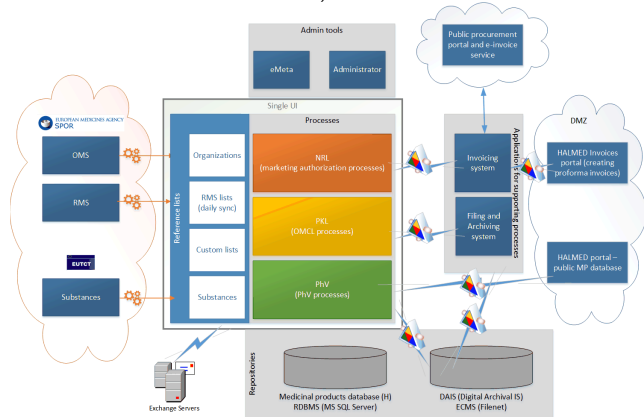 Admin tools
eMeta
Administrator
Public procurement
portal and e-invoice
service
EUROPEAN MEDICINES AGENCY
SPOR
OMS
RMS
EUTCT
Substances
Single UI
Reference lists
Organizations
RMS lists
(daily sync)
Custom lists
Substances
Processes
NRL
(marketing authorization processes)
PKL
(OMCL processes)
PhV
(PhV processes)
Applications for supporting processes
Invoicing
system
Filing and
Archiving
system
DMZ
HALMED Invoices
portal (creating
proforma invoices)
HALMED portal –
public MP database
Exchange Servers
Repositories
Medicinal products database (H)
RDBMS (MS SQL Server)
DAIS (Digital Archival IS)
ECMS (Filenet)